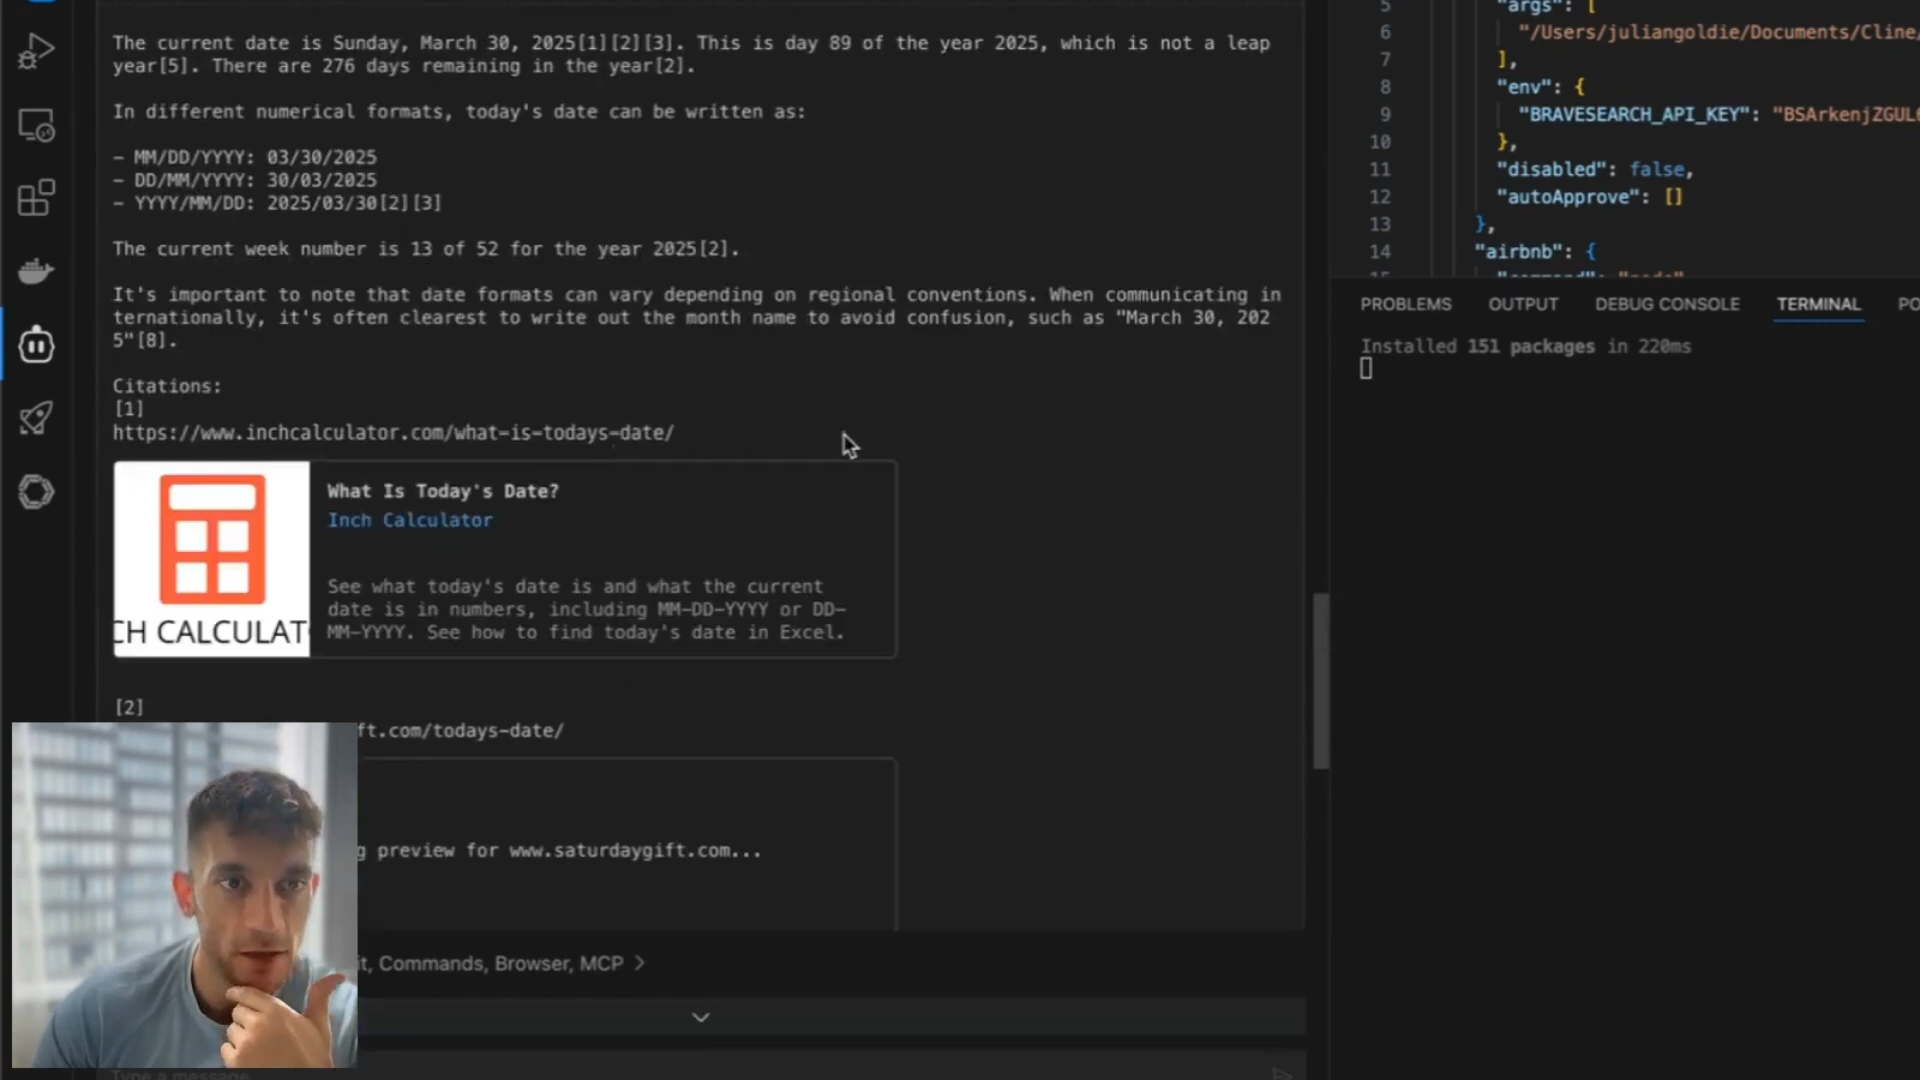 The current date is Sunday, March 30, 2025[1][2][3]. This is day 89 of the year 2025, which is not a leap
year[5]. There are 276 days remaining in the year[2].
In different numerical formats, today's date can be written as:
– MM/DD/YYYY: 03/30/2025
– DD/MM/YYYY: 30/03/2025
– YYYY/MM/DD: 2025/03/30[2][3]
The current week number is 13 of 52 for the year 2025[2].
It's important to note that date formats can vary depending on regional conventions. When communicating in
ternationally, it's often clearest to write out the month name to avoid confusion, such as "March 30, 202
5"[8].
Citations:
[1]
https://www.inchcalculator.com/what-is-todays-date/
CH CALCULAT
What Is Today's Date?
Inch Calculator
See what today's date is and what the current
date is in numbers, including MM-DD-YYYY or DD-
MM-YYYY. See how to find today's date in Excel.
[2]
ft.com/todays-date/
g preview for www.saturdaygift.com...
it, Commands, Browser, MCP
Type a message
5 "args": [
6 "/Users/juliangoldie/Documents/Cline/
7 ],
8 "env": {
9 "BRAVESEARCH_API_KEY": "BSArkenjZGUL
10 },
11 "disabled": false,
12 "autoApprove": []
13 },
14 "airbnb": {
PROBLEMS OUTPUT DEBUG CONSOLE TERMINAL PO
Installed 151 packages in 220ms